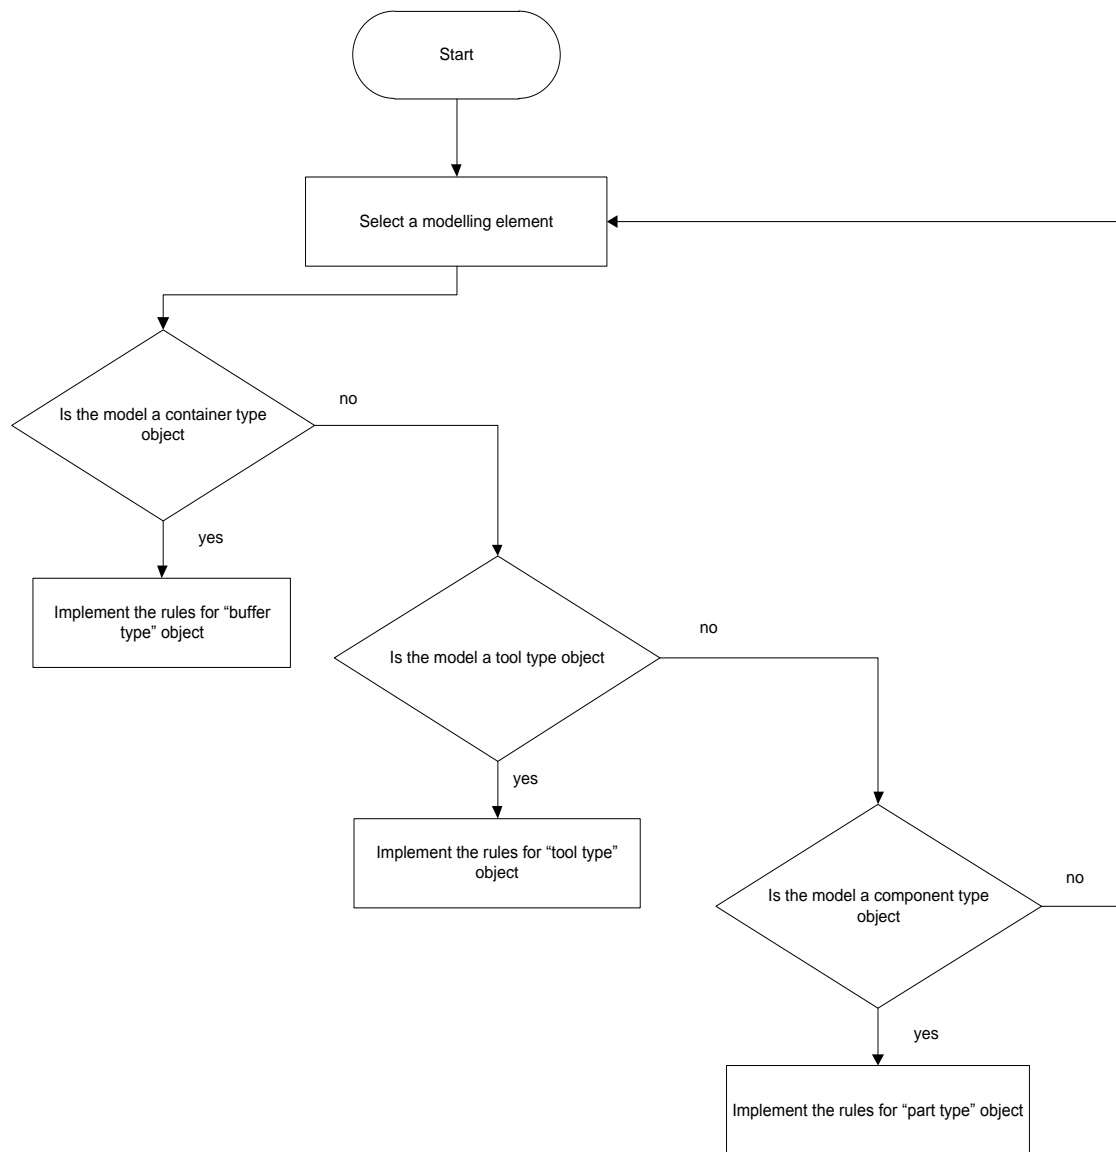 Start
Select a modelling element
Is the model a container type
object
no
yes
Implement the rules for “buffer
type” object
Is the model a tool type object
no
yes
Implement the rules for “tool type”
object
Is the model a component type
object
no
yes
Implement the rules for “part type” object